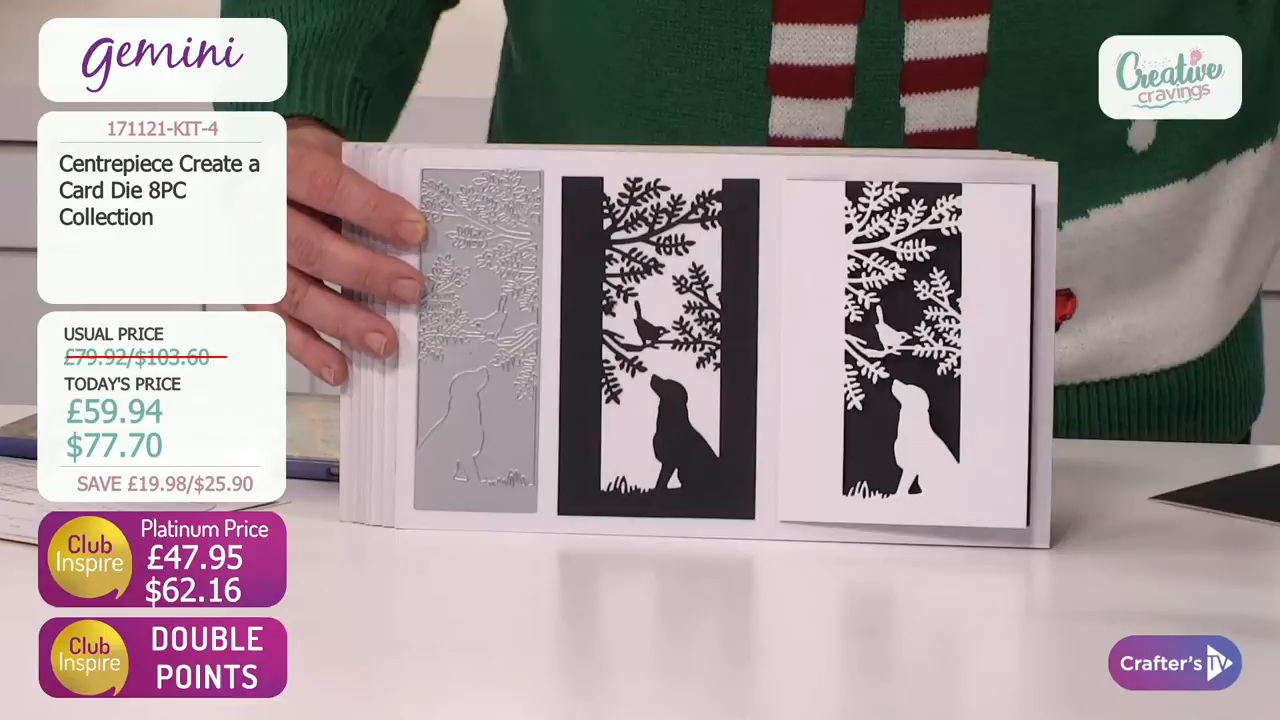 gemini
171121-KIT-4
Centrepiece Create a
Card Die 8PC
Collection
USUAL PRICE
£79.92/$103.60
TODAY'S PRICE
£59.94
$77.70
SAVE £19.98/$25.90
Club
Inspire
Platinum Price
£47.95
$62.16
Club
Inspire
DOUBLE
POINTS
Creative
cravings
Crafter's TV